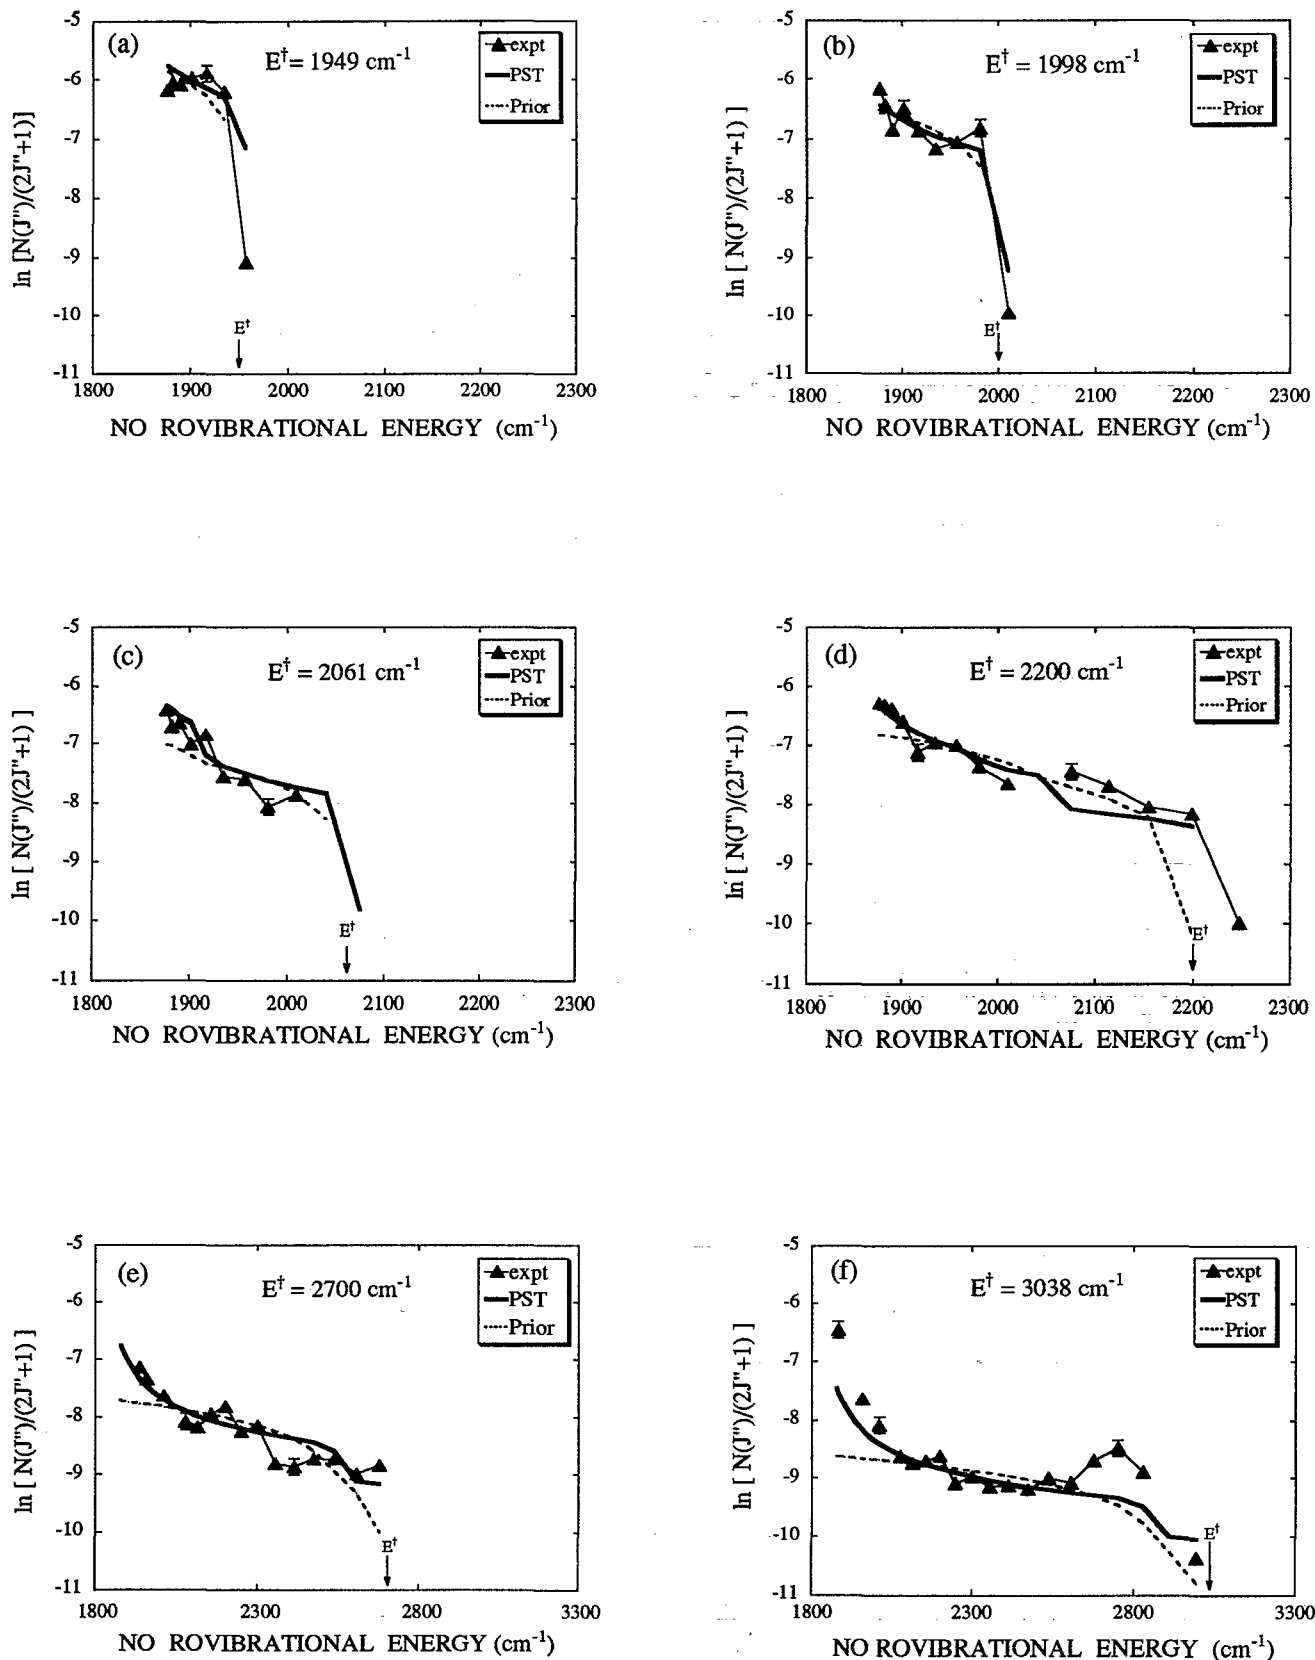 (a)
E† = 1949 cm-1
expt
PST
Prior
-5
-6
-7
-8
-9
-10
-11
ln [N(J")/(2J"+1)]
E†
1800 1900 2000 2100 2200 2300
NO ROVIBRATIONAL ENERGY (cm-1)
(b)
E† = 1998 cm-1
expt
PST
Prior
-5
-6
-7
-8
-9
-10
-11
ln [ N(J")/(2J"+1) ]
E†
1800 1900 2000 2100 2200 2300
NO ROVIBRATIONAL ENERGY (cm-1)
(c)
E† = 2061 cm-1
expt
PST
Prior
-5
-6
-7
-8
-9
-10
-11
ln [ N(J")/(2J"+1) ]
E†
1800 1900 2000 2100 2200 2300
NO ROVIBRATIONAL ENERGY (cm-1)
(d)
E† = 2200 cm-1
expt
PST
Prior
-5
-6
-7
-8
-9
-10
-11
ln [ N(J")/(2J"+1) ]
E†
1800 1900 2000 2100 2200 2300
NO ROVIBRATIONAL ENERGY (cm-1)
(e)
E† = 2700 cm-1
expt
PST
Prior
-5
-6
-7
-8
-9
-10
-11
ln [ N(J")/(2J"+1) ]
E†
1800 2300 2800 3300
NO ROVIBRATIONAL ENERGY (cm-1)
(f)
E† = 3038 cm-1
expt
PST
Prior
-5
-6
-7
-8
-9
-10
-11
ln [ N(J")/(2J"+1) ]
E†
1800 2300 2800 3300
NO ROVIBRATIONAL ENERGY (cm-1)